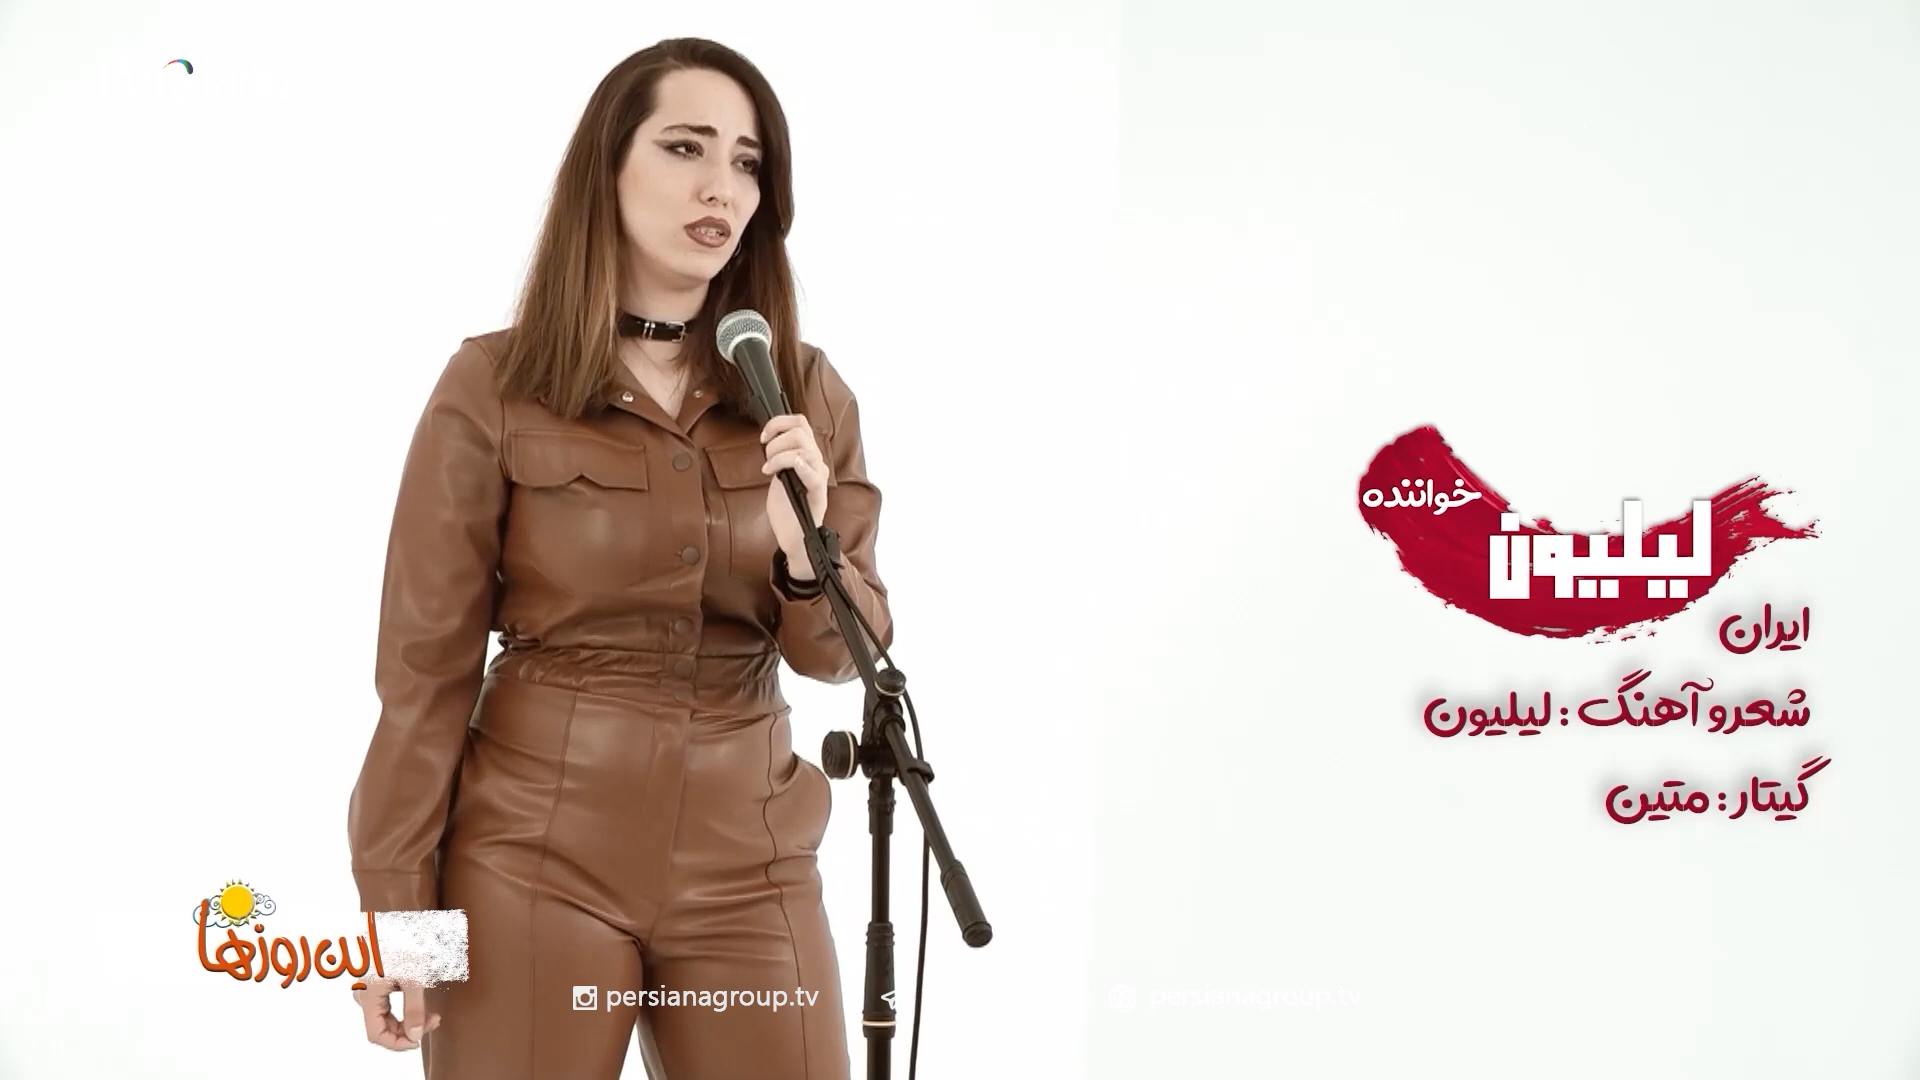 خواننده
لیلیون
ایران
شعر و آهنگ : لیلیون
گیتار : متین
این روزها
persianagroup.tv
persianagroup.tv